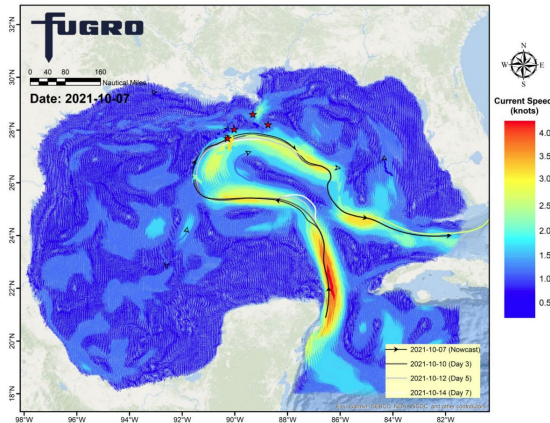 fugro
0 40 80 160
Nautical Miles
Date: 2021-10-07
N
W E
S
Current Speed
(knots)
4.0
3.5
3.0
2.5
2.0
1.5
1.0
0.5
32°N
30°N
28°N
26°N
24°N
22°N
20°N
18°N
2021-10-07 (Nowcast)
2021-10-10 (Day 3)
2021-10-12 (Day 5)
2021-10-14 (Day 7)
98°W 96°W 94°W 92°W 90°W 88°W 86°W 84°W 82°W